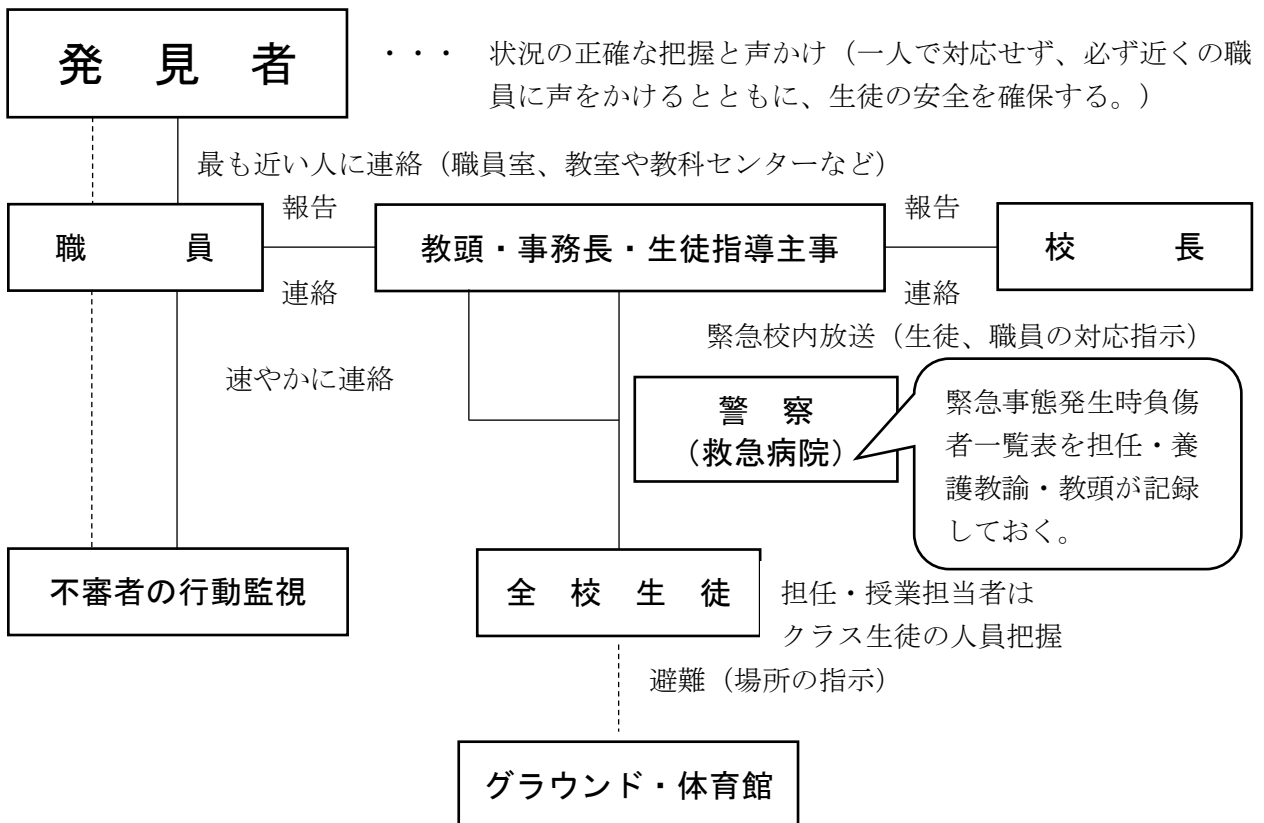 発見者
・・・ 状況の正確な把握と声かけ（一人で対応せず、必ず近くの職
員に声をかけるとともに、生徒の安全を確保する。）
最も近い人に連絡（職員室、教室や教科センターなど）
報告
報告
職員
教頭・事務長・生徒指導主事
校長
連絡
連絡
緊急校内放送（生徒、職員の対応指示）
速やかに連絡
警察
（救急病院）
緊急事態発生時負傷
者一覧表を担任・養
護教諭・教頭が記録
しておく。
不審者の行動監視
全校生徒
担任・授業担当者は
クラス生徒の人員把握
避難（場所の指示）
グラウンド・体育館